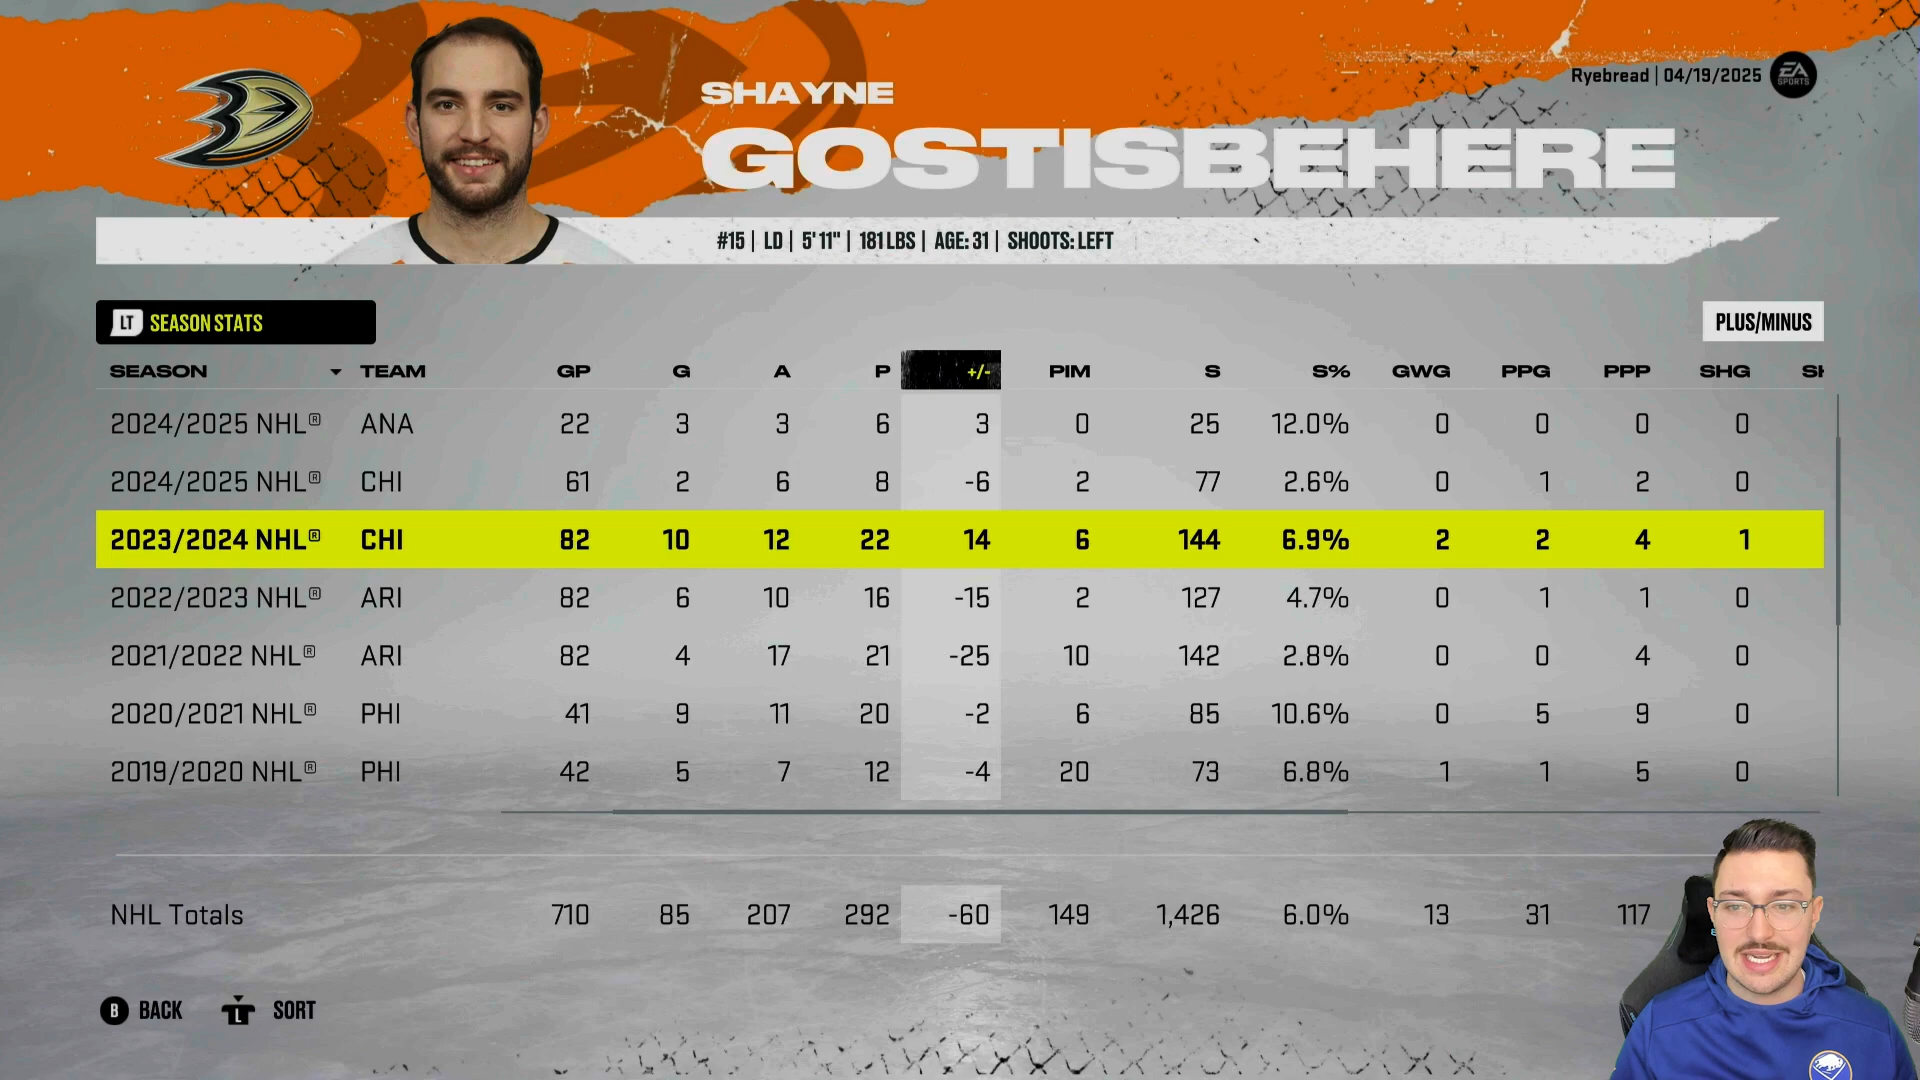 Ryebread | 04/19/2025
EA SPORTS
SHAYNE
GOSTISBEHERE
#15 | LD | 5'11" | 181 LBS | AGE: 31 | SHOOTS: LEFT
LT SEASON STATS
PLUS/MINUS
SEASON TEAM GP G A P +/- PIM S S% GWG PPG PPP SHG
2024/2025 NHL® ANA 22 3 3 6 3 0 25 12.0% 0 0 0 0
2024/2025 NHL® CHI 61 2 6 8 -6 2 77 2.6% 0 1 2 0
2023/2024 NHL® CHI 82 10 12 22 14 6 144 6.9% 2 2 4 1
2022/2023 NHL® ARI 82 6 10 16 -15 2 127 4.7% 0 1 1 0
2021/2022 NHL® ARI 82 4 17 21 -25 10 142 2.8% 0 0 4 0
2020/2021 NHL® PHI 41 9 11 20 -2 6 85 10.6% 0 5 9 0
2019/2020 NHL® PHI 42 5 7 12 -4 20 73 6.8% 1 1 5 0
NHL Totals 710 85 207 292 -60 149 1,426 6.0% 13 31 117
B BACK L SORT